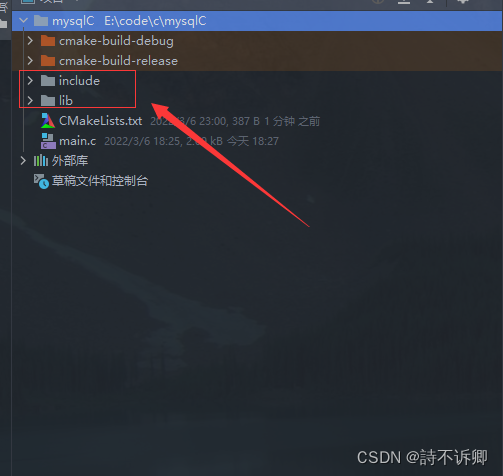 mysqlC E:\code\c\mysqlC
cmake-build-debug
cmake-build-release
include
lib
CMakeLists.txt 2022/3/6 23:00, 387 B 1 分钟 之前
main.c 2022/3/6 18:25, kB 今天 18:27
外部库
草稿文件和控制台
CSDN @詩不诉卿